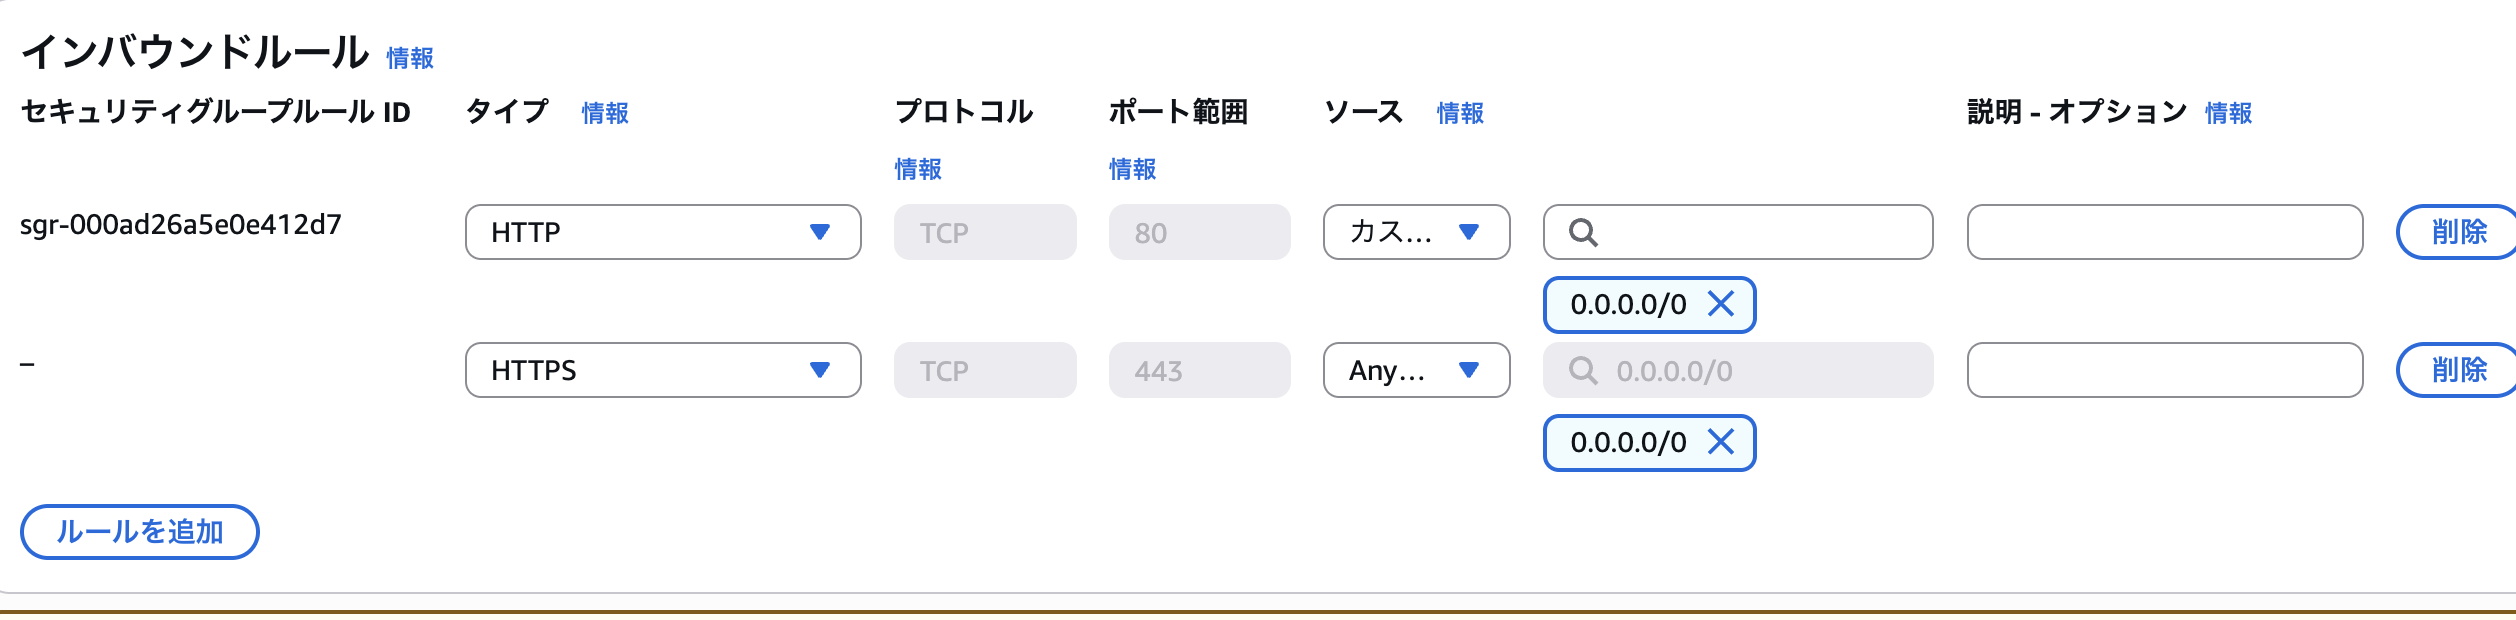 インバウンドルール 情報
セキュリティグループルール ID タイプ 情報 プロトコル 情報 ポート範囲 情報 ソース 情報 説明 - オプション 情報
sgr-000ad26a5e0e412d7 HTTP TCP 80 カス... 削除
0.0.0.0/0
– HTTPS TCP 443 Any... 0.0.0.0/0 削除
0.0.0.0/0
ルールを追加